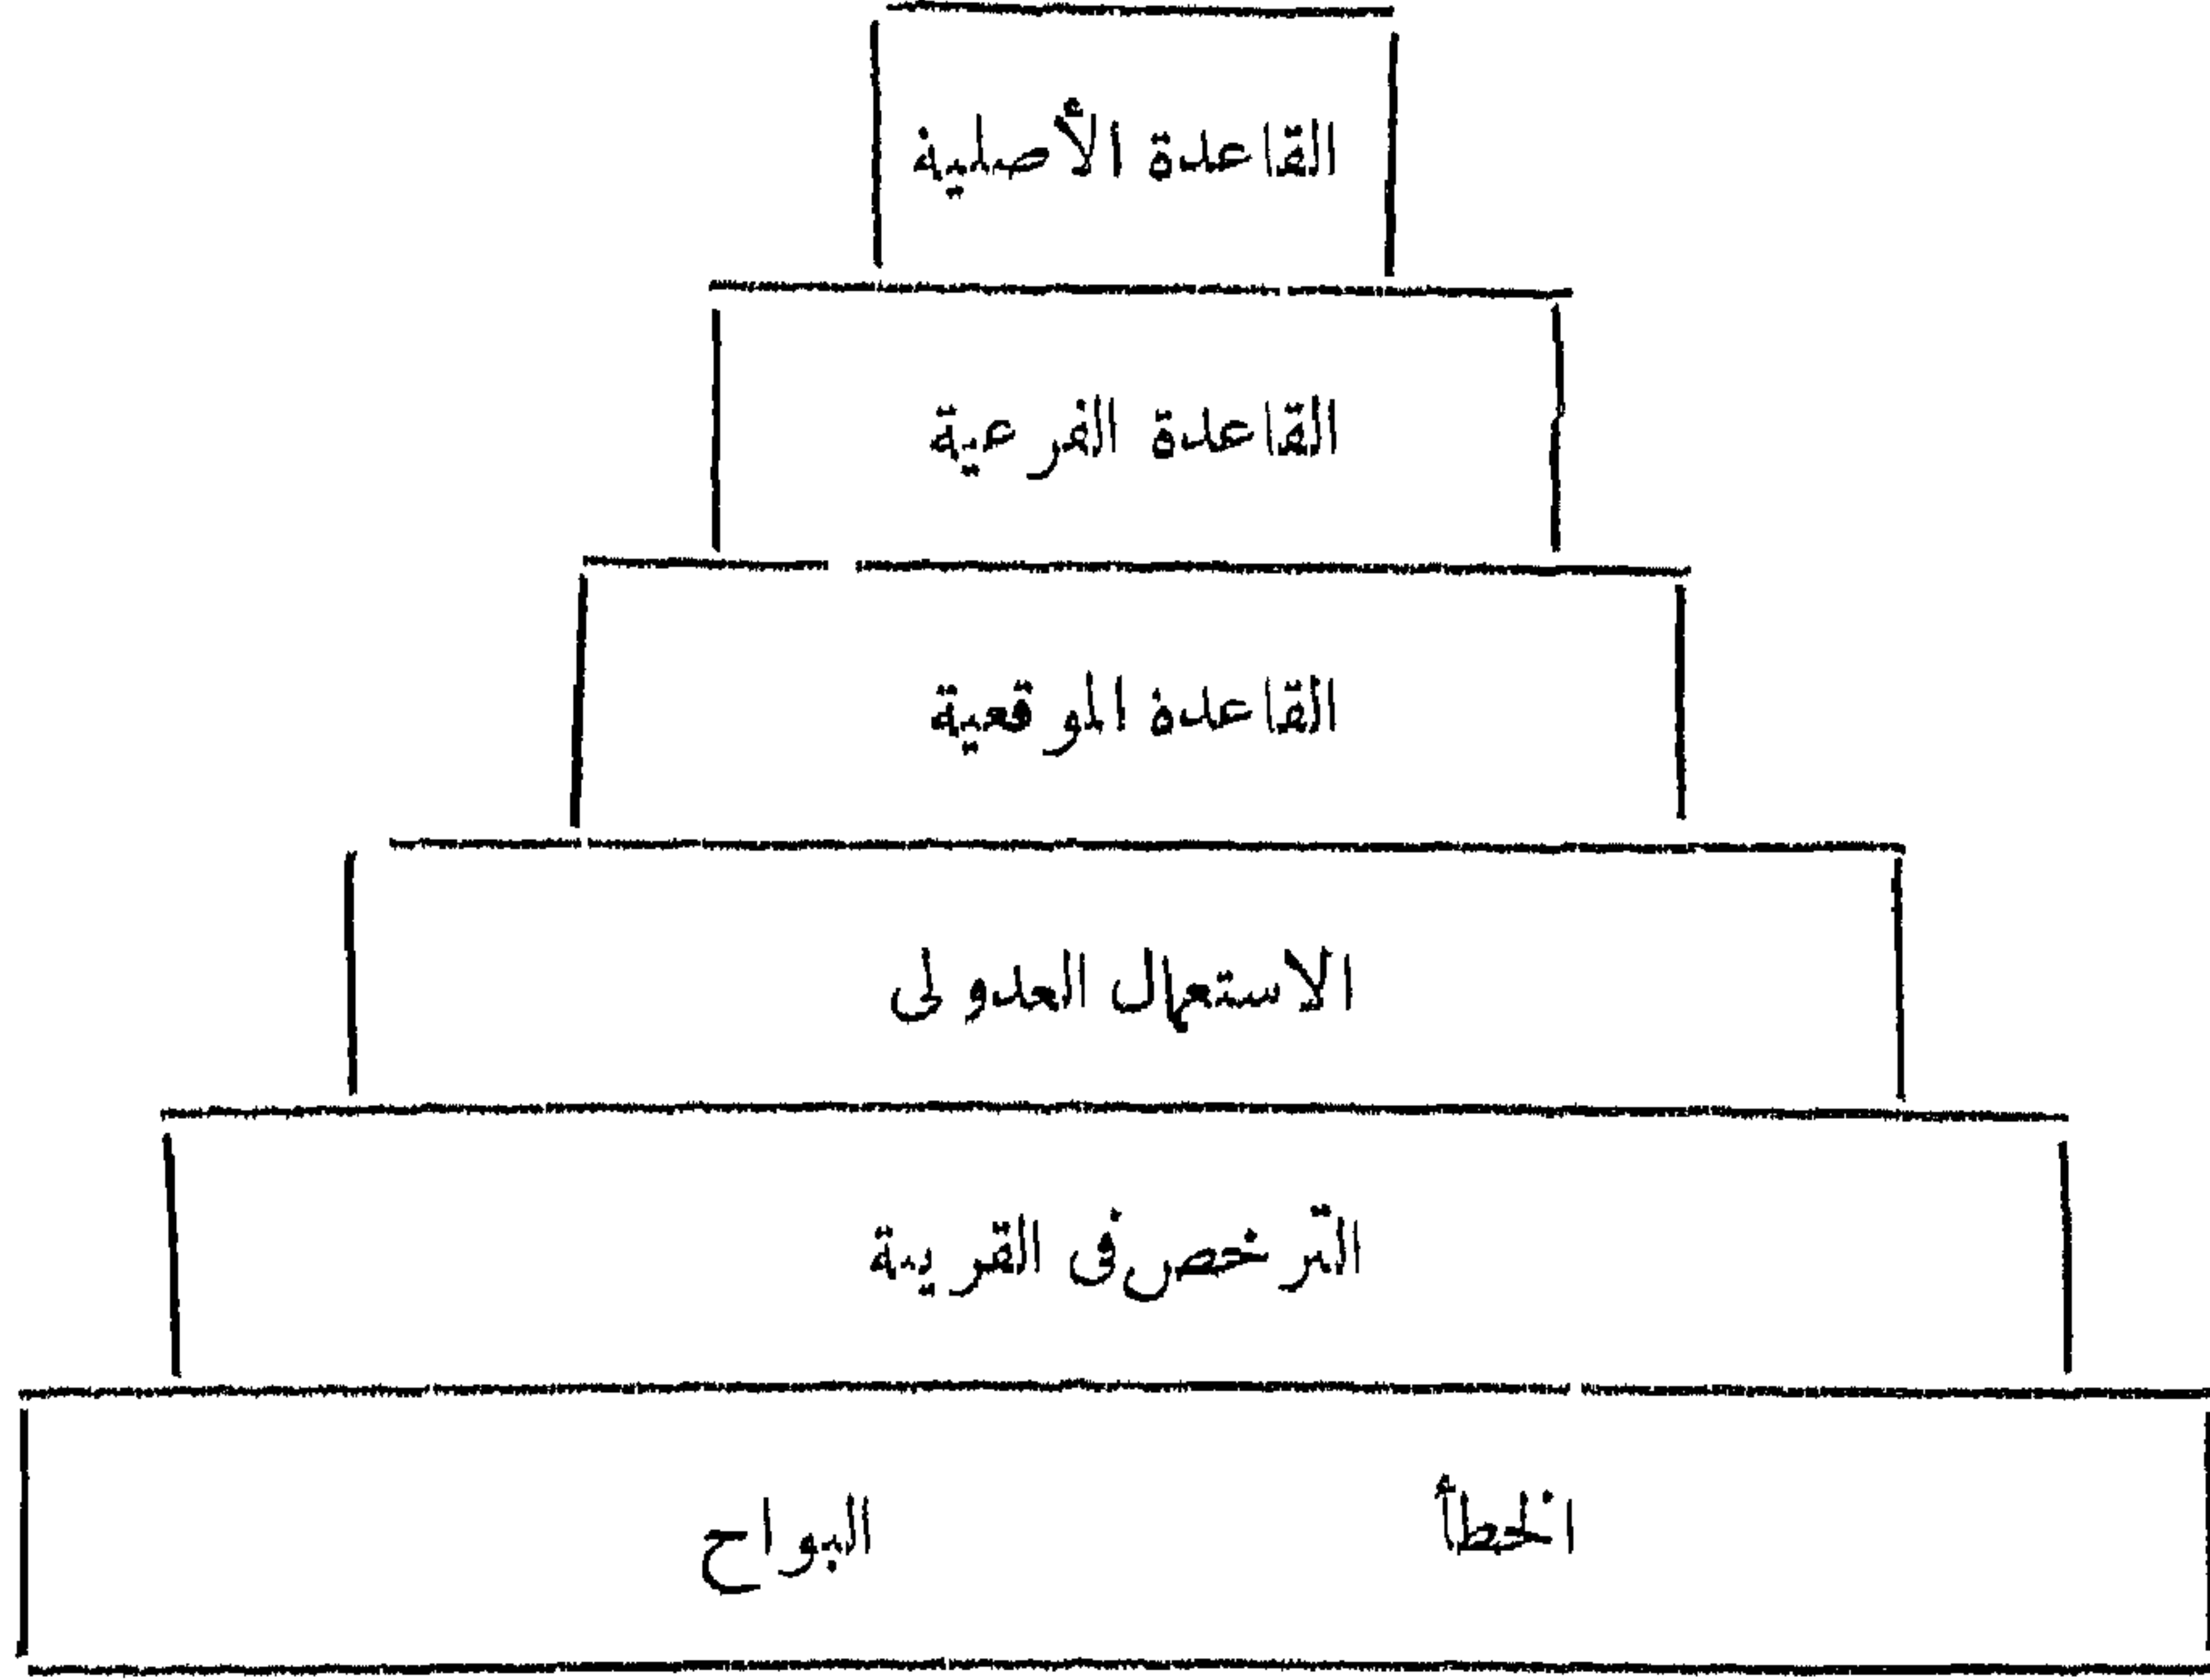 القاعدة الأصلية
القاعدة الفرعية
القاعدة الموقعية
الاستعمال العدولى
الترخص فى القرينة
الخطأ البواح